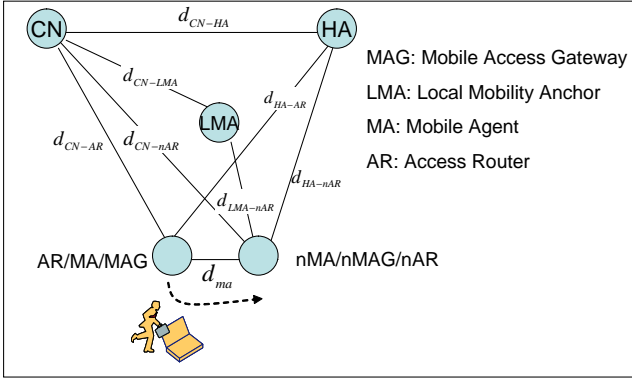 d_{CN-HA}
CN
HA
MAG: Mobile Access Gateway
d_{CN-LMA}
LMA: Local Mobility Anchor
d_{HA-AR}
LMA
MA: Mobile Agent
d_{CN-AR}
d_{CN-nAR}
AR: Access Router
d_{HA-nAR}
d_{LMA-nAR}
AR/MA/MAG
nMA/nMAG/nAR
d_{ma}